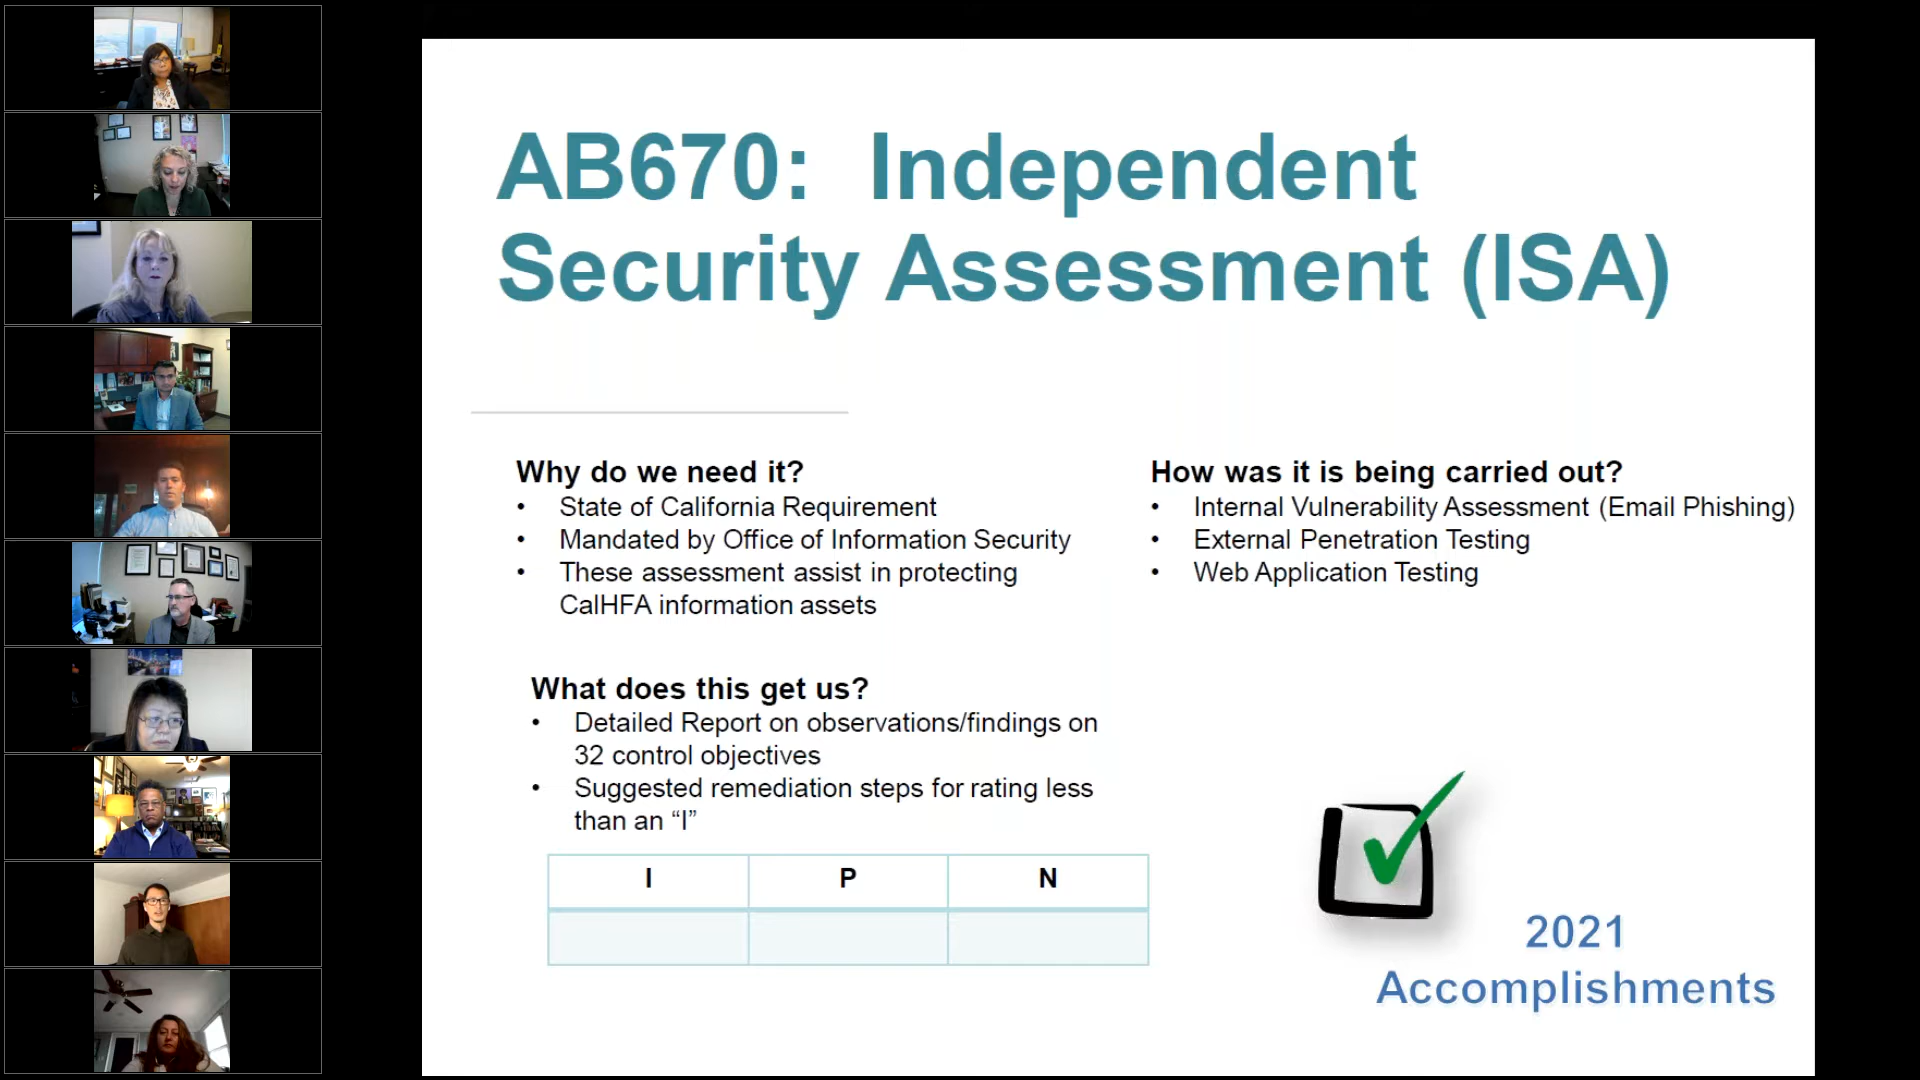 AB670: Independent
Security Assessment (ISA)
Why do we need it?
• State of California Requirement
• Mandated by Office of Information Security
• These assessment assist in protecting
CalHFA information assets
How was it is being carried out?
• Internal Vulnerability Assessment (Email Phishing)
• External Penetration Testing
• Web Application Testing
What does this get us?
• Detailed Report on observations/findings on
32 control objectives
• Suggested remediation steps for rating less
than an “I”
I P N
2021
Accomplishments